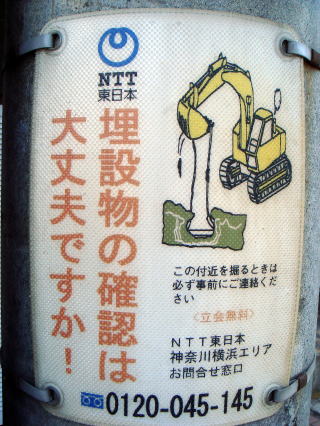 NTT
東日本
埋設物の確認は
大丈夫ですか！
この付近を掘るときは
必ず事前にご連絡くだ
さい
〈立会無料〉
NTT東日本
神奈川横浜エリア
お問合せ窓口
0120-045-145